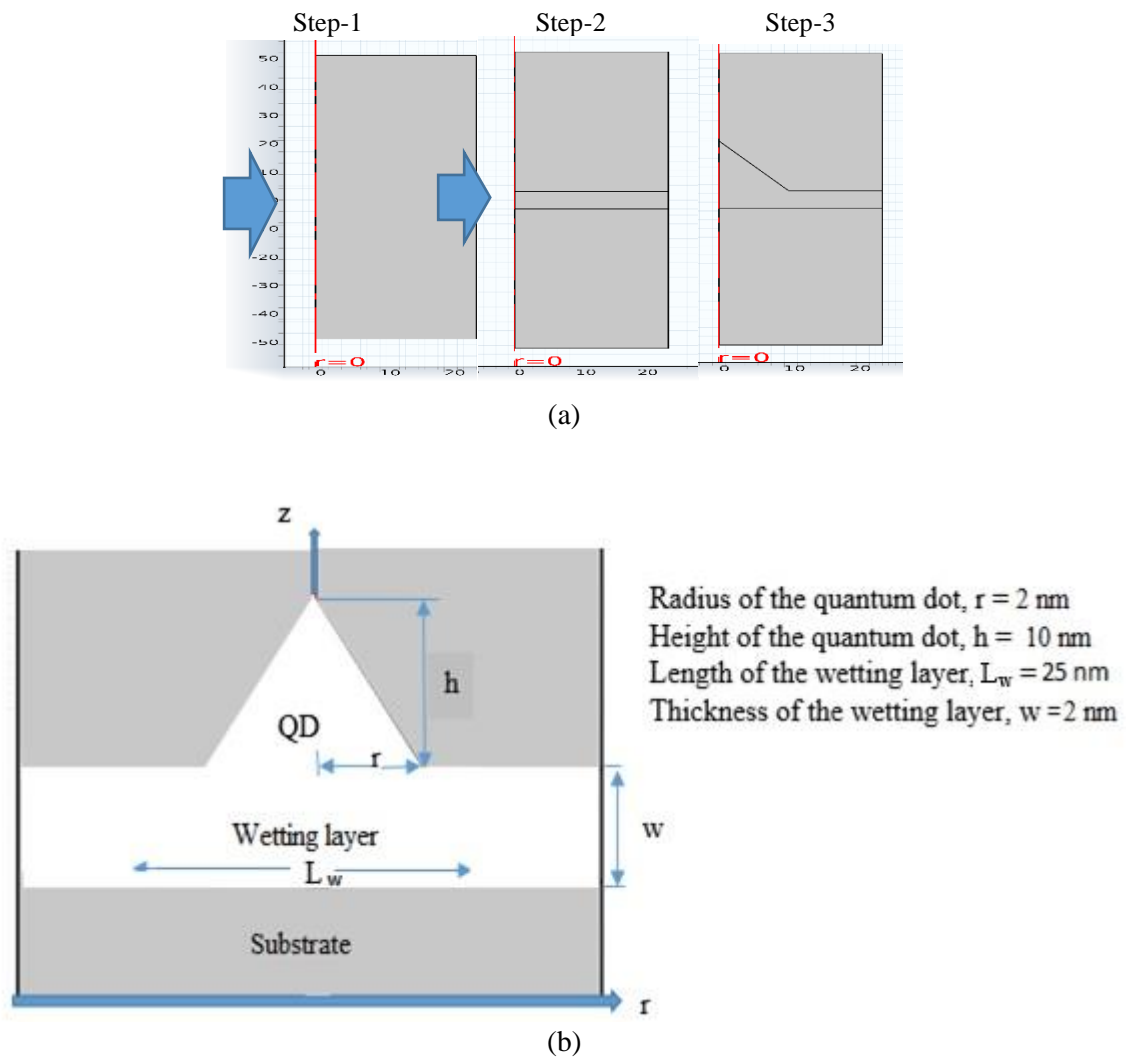 Step-1 Step-2 Step-3
50
40
30
20
10
0
-20
-30
-40
-50
r=0 r=0 r=0
0 10 20 0 10 20 0 10 20
(a)
z
Radius of the quantum dot, r = 2 nm
Height of the quantum dot, h = 10 nm
h
Length of the wetting layer, Lw = 25 nm
Thickness of the wetting layer, w =2 nm
QD
r
Wetting layer
w
Lw
Substrate
r
(b)